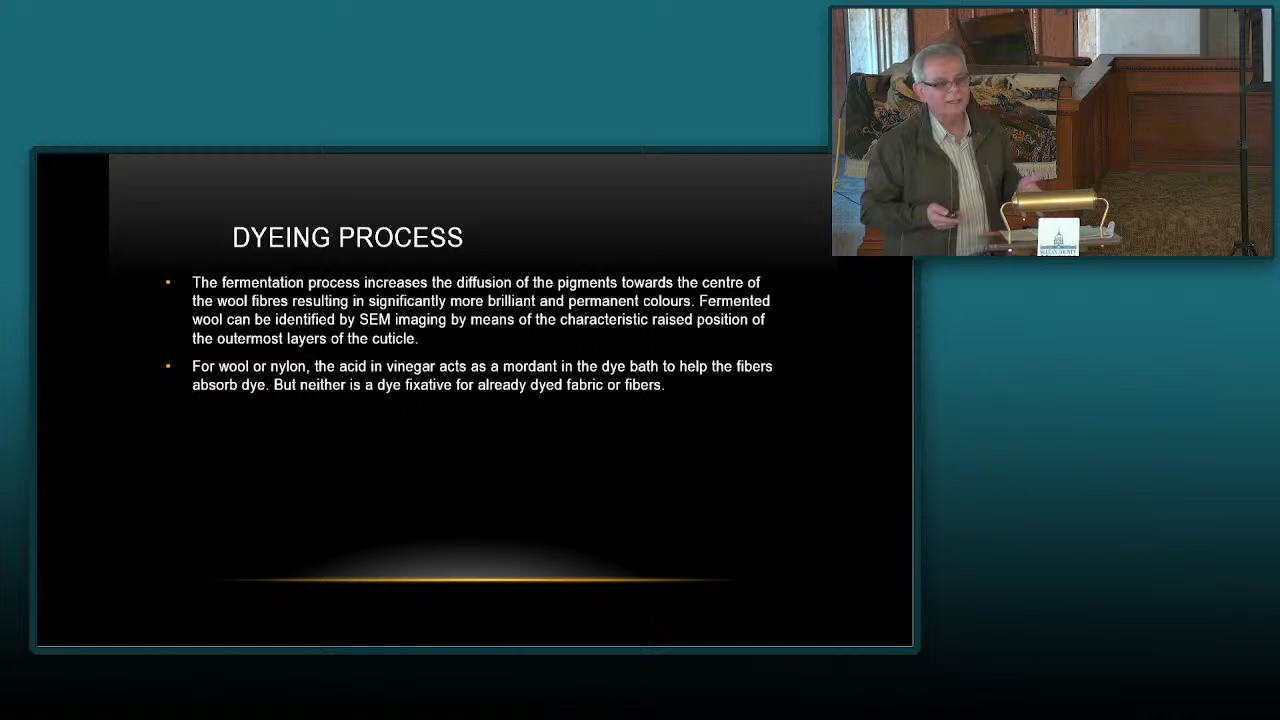 DYEING PROCESS
• The fermentation process increases the diffusion of the pigments towards the centre of
the wool fibres resulting in significantly more brilliant and permanent colours. Fermented
wool can be identified by SEM imaging by means of the characteristic raised position of
the outermost layers of the cuticle.
• For wool or nylon, the acid in vinegar acts as a mordant in the dye bath to help the fibers
absorb dye. But neither is a dye fixative for already dyed fabric or fibers.